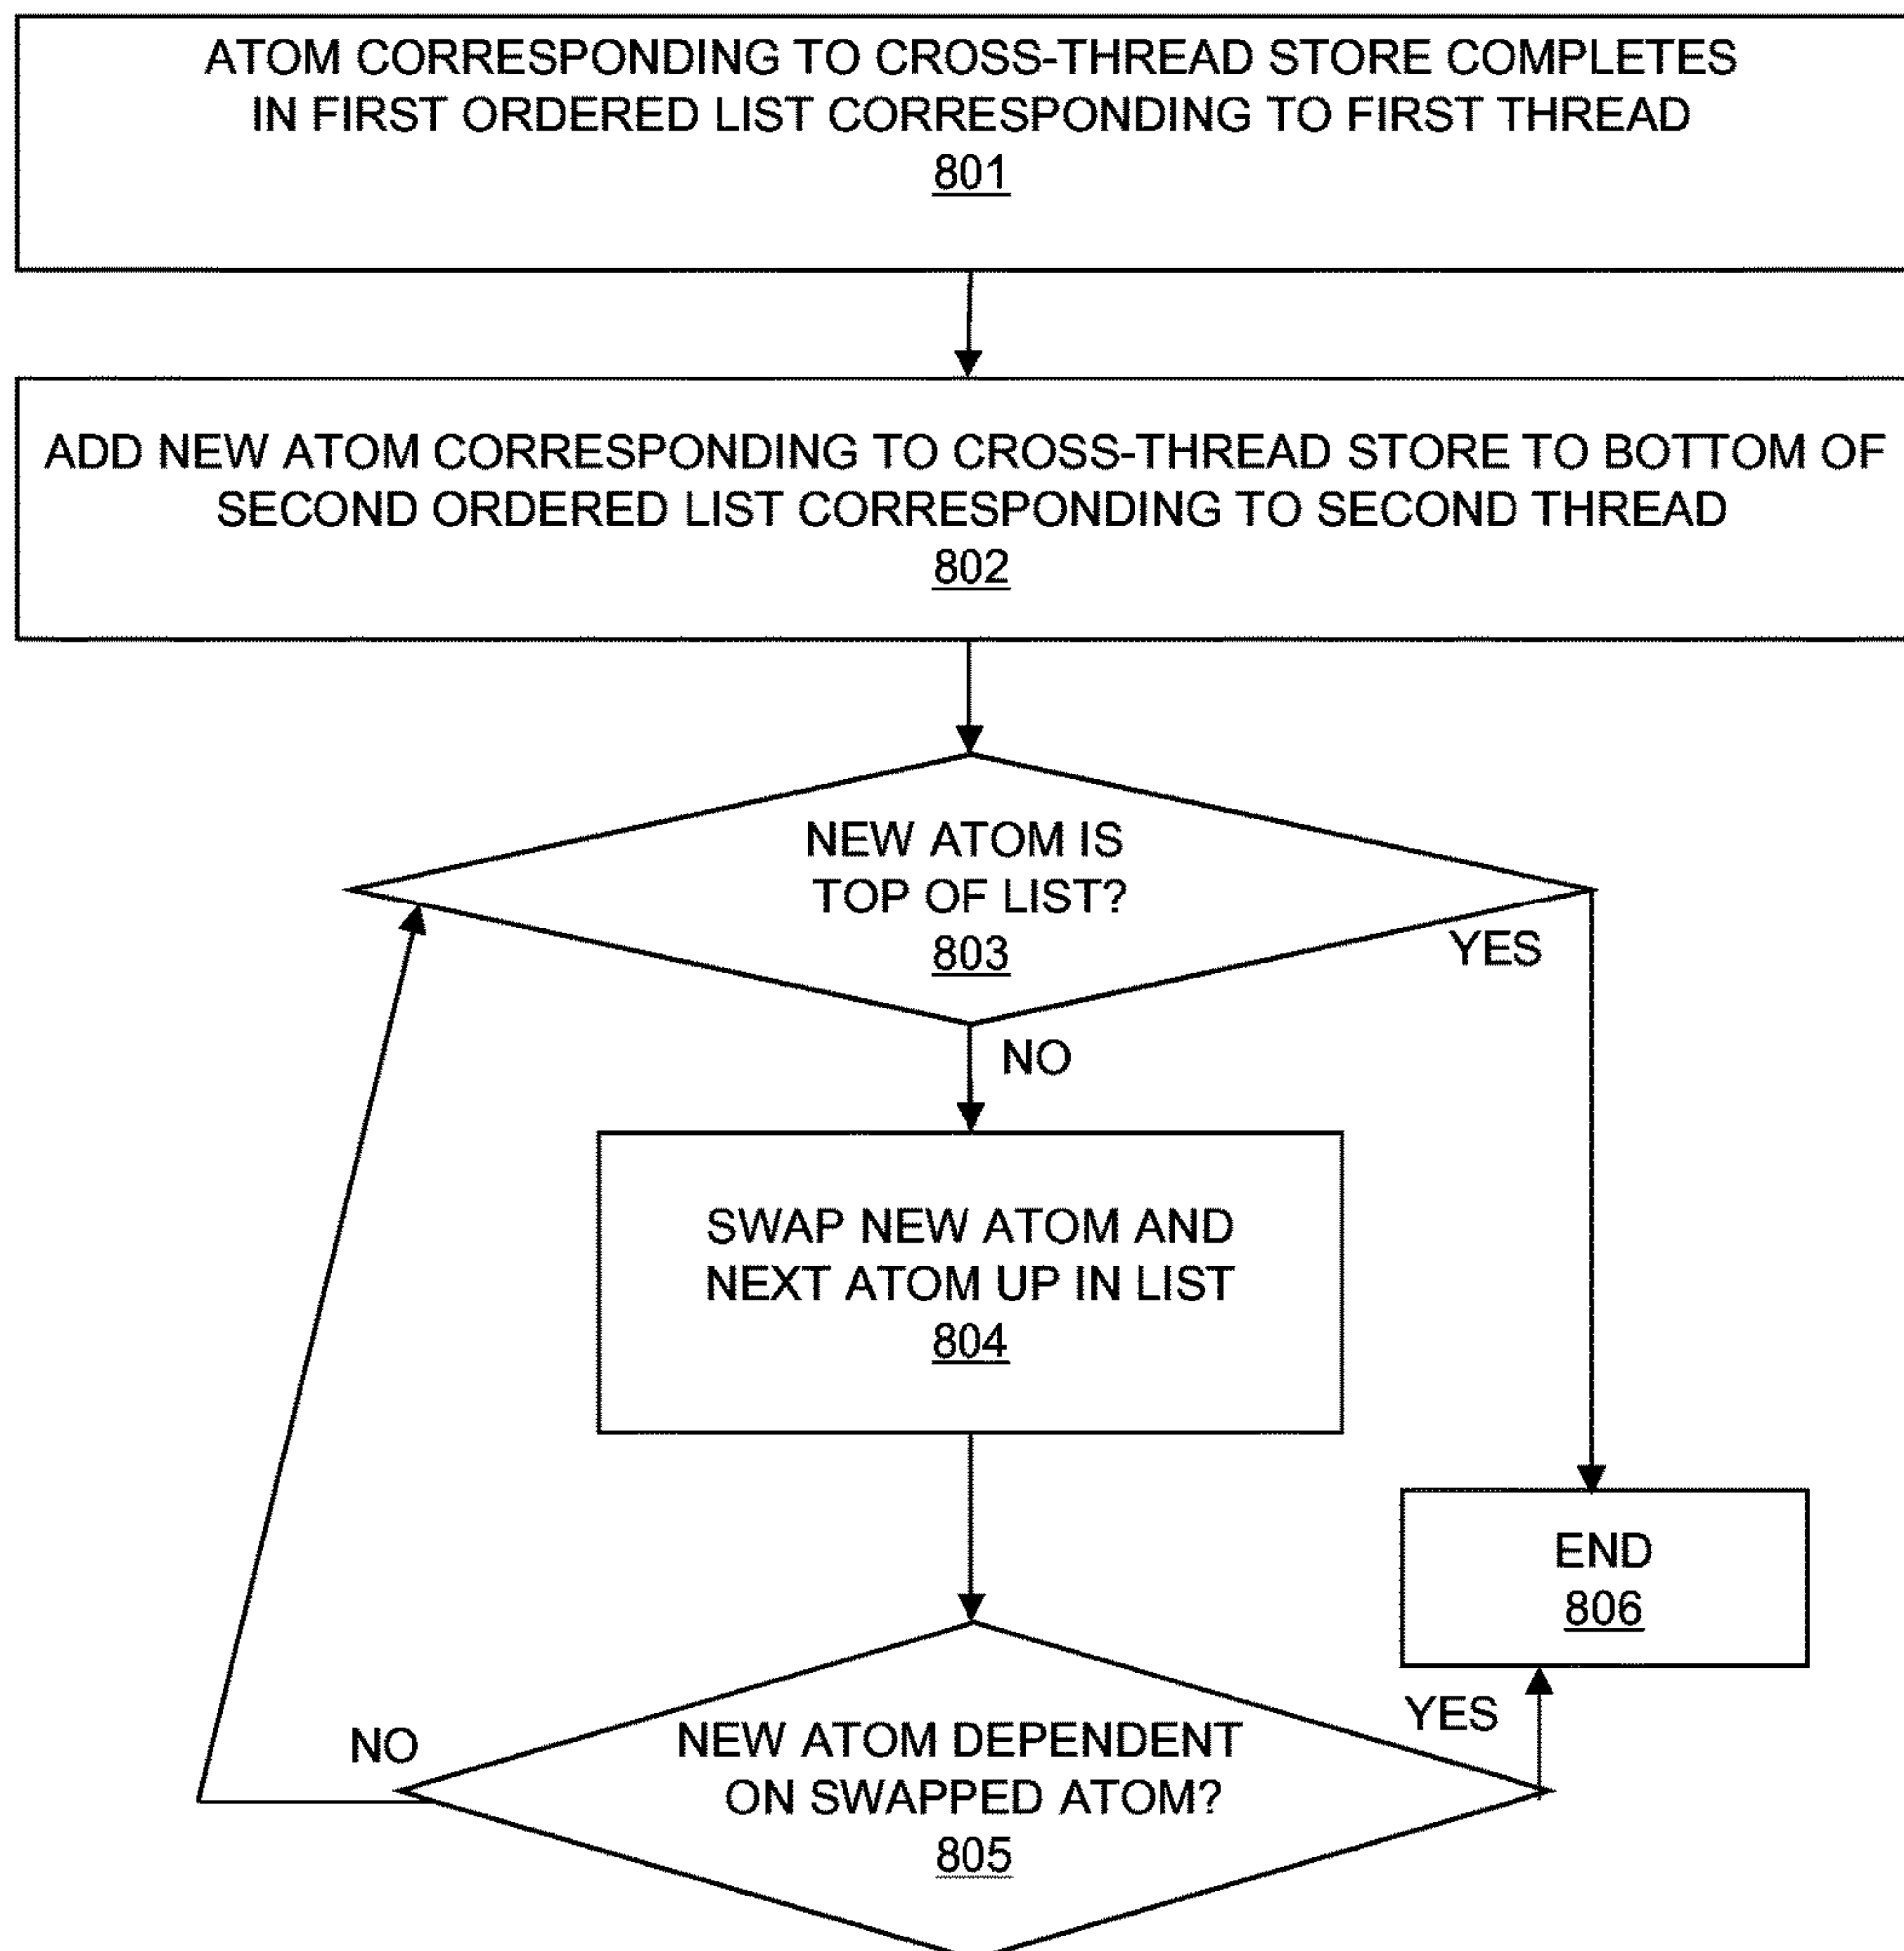 ATOM CORRESPONDING TO CROSS-THREAD STORE COMPLETES
IN FIRST ORDERED LIST CORRESPONDING TO FIRST THREAD
801
ADD NEW ATOM CORRESPONDING TO CROSS-THREAD STORE TO BOTTOM OF
SECOND ORDERED LIST CORRESPONDING TO SECOND THREAD
802
NEW ATOM IS
TOP OF LIST?
803
YES
NO
SWAP NEW ATOM AND
NEXT ATOM UP IN LIST
804
END
806
YES
NO
NEW ATOM DEPENDENT
ON SWAPPED ATOM?
805